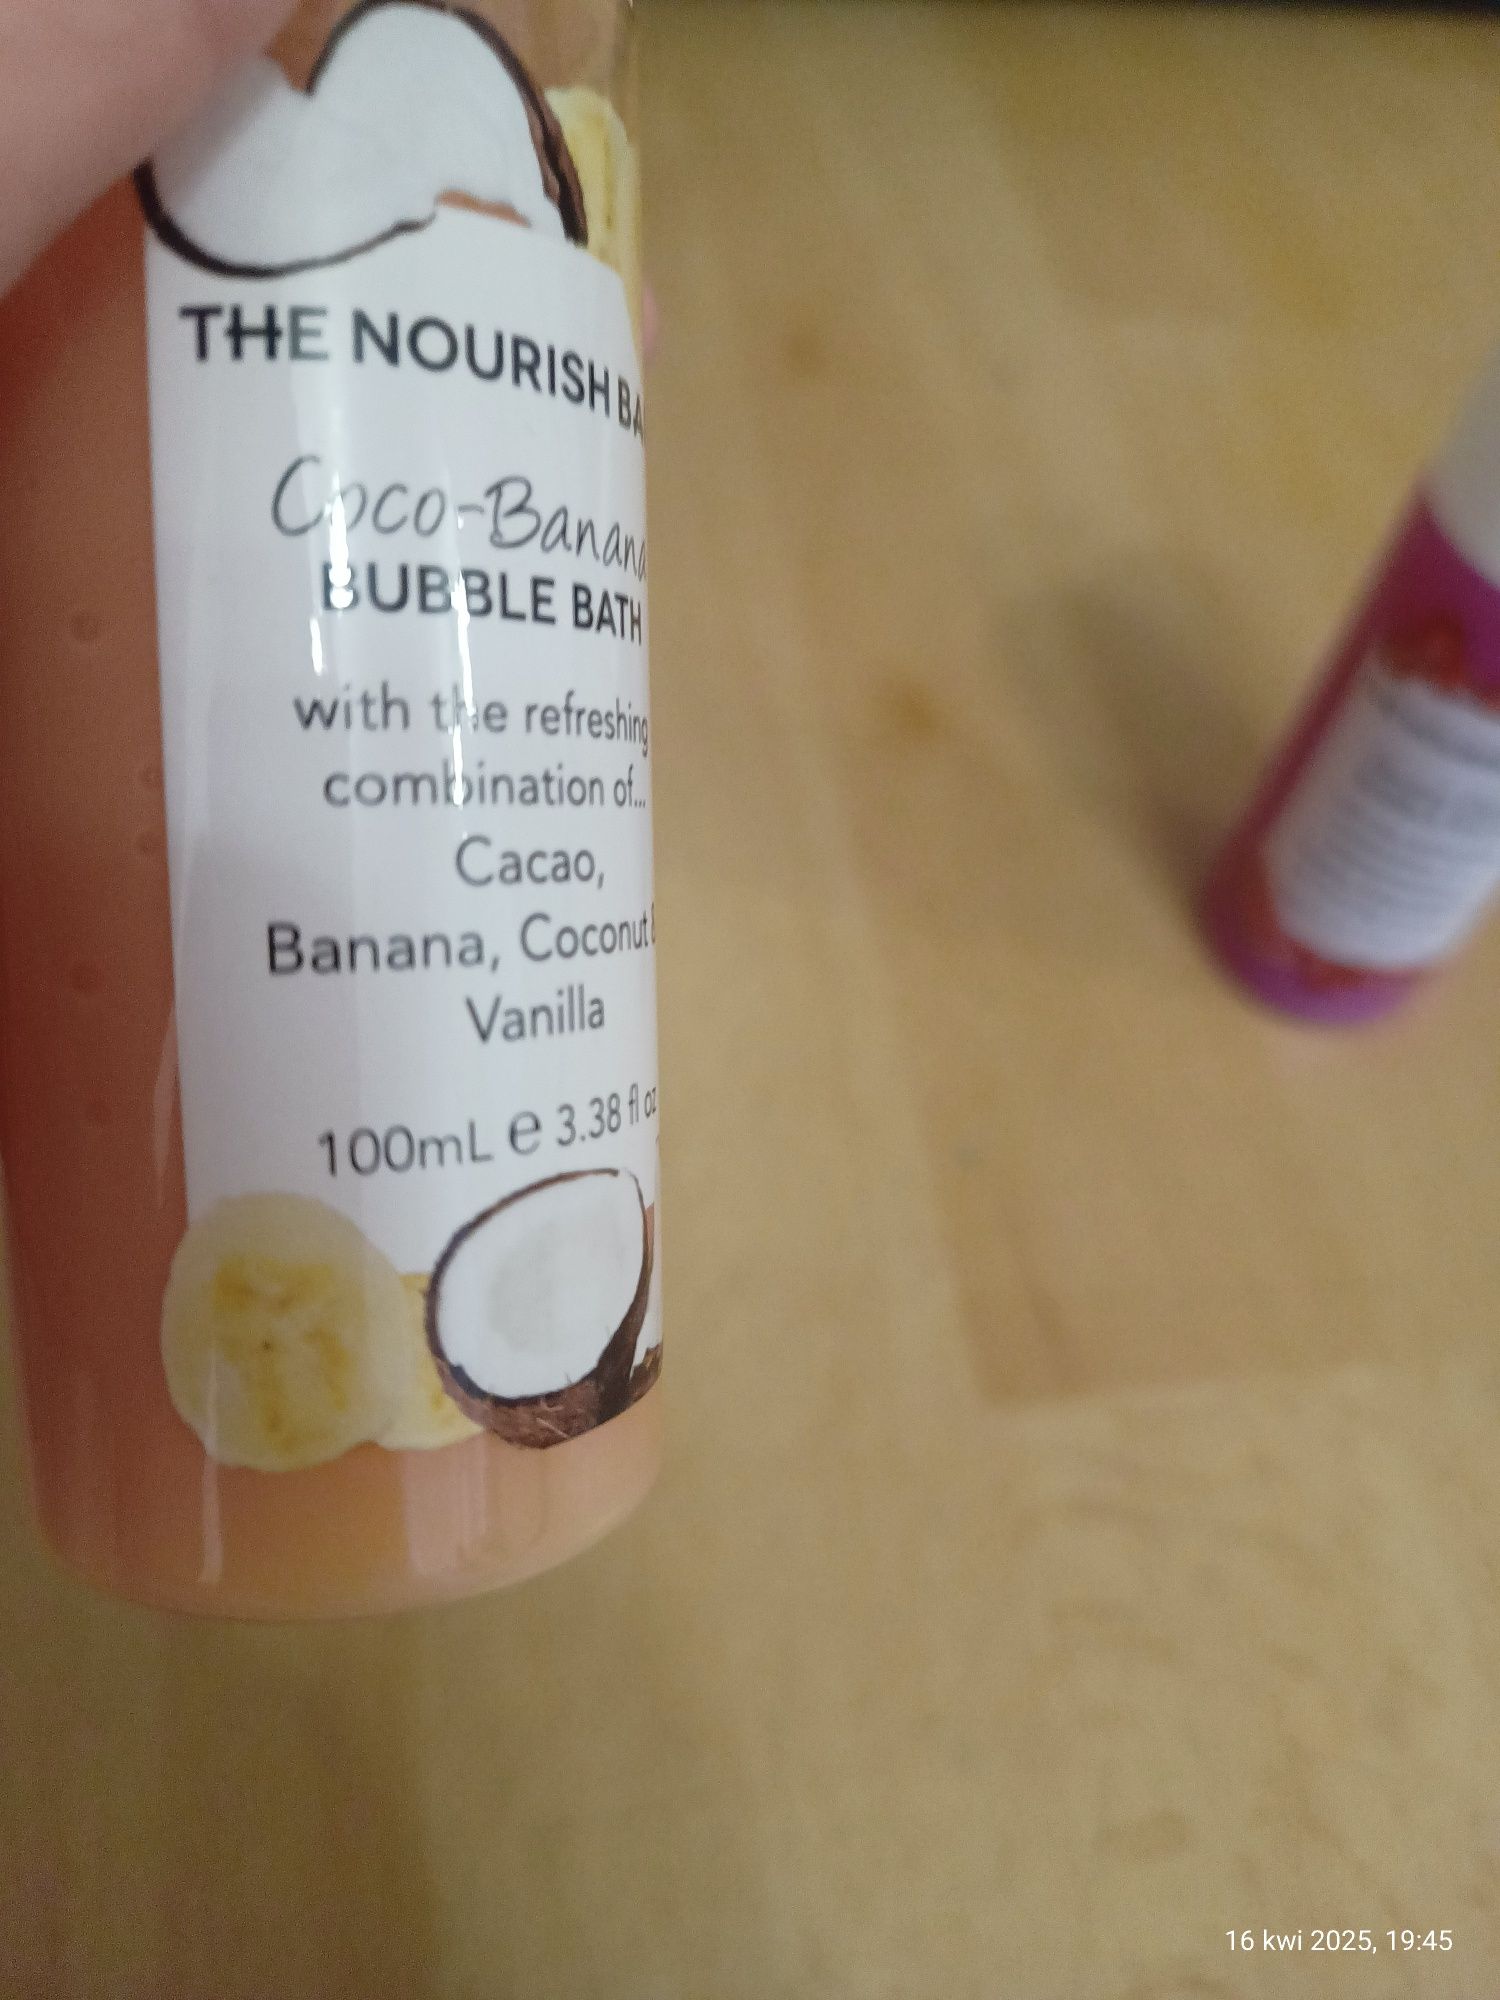 THE NOURISH BA
Coco-Banana
BUBBLE BATH
with the refreshing
combination of...
Cacao,
Banana, Coconut &
Vanilla
100mL e 3.38 fl oz
16 kwi 2025, 19:45